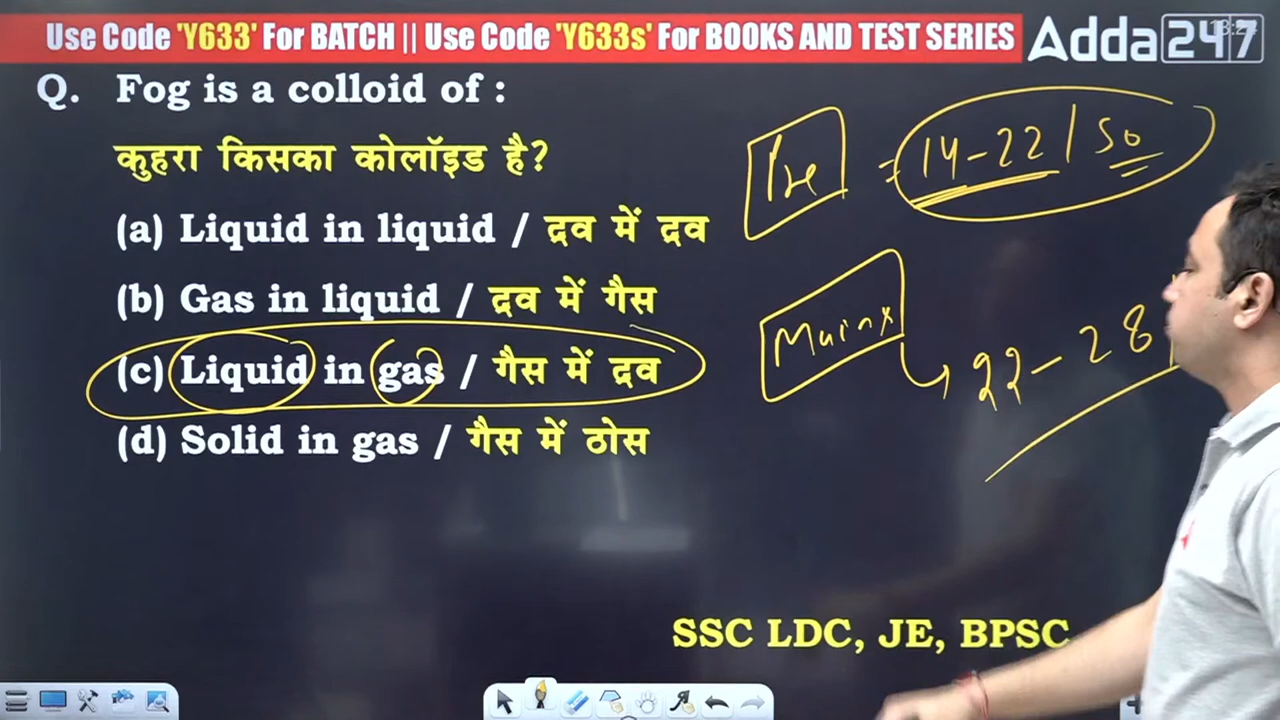 Use Code 'Y633' For BATCH || Use Code 'Y633s' For BOOKS AND TEST SERIES
Adda247
Q. Fog is a colloid of :
कुहरा किसका कोलॉइड है?
(a) Liquid in liquid / द्रव में द्रव
(b) Gas in liquid / द्रव में गैस
(c) Liquid in gas / गैस में द्रव
(d) Solid in gas / गैस में ठोस
Pre = 14-22 / 50
Mains
22-28
SSC LDC, JE, BPSC